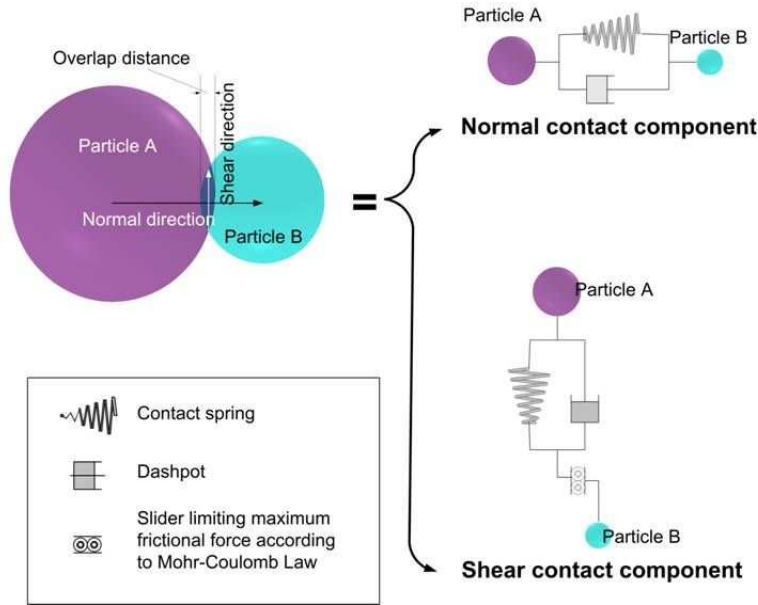 Overlap distance
Shear direction
Particle A
Normal direction
Particle B
=
Particle A
Particle B
Normal contact component
Particle A
Particle B
Shear contact component
Contact spring
Dashpot
Slider limiting maximum
frictional force according
to Mohr-Coulomb Law